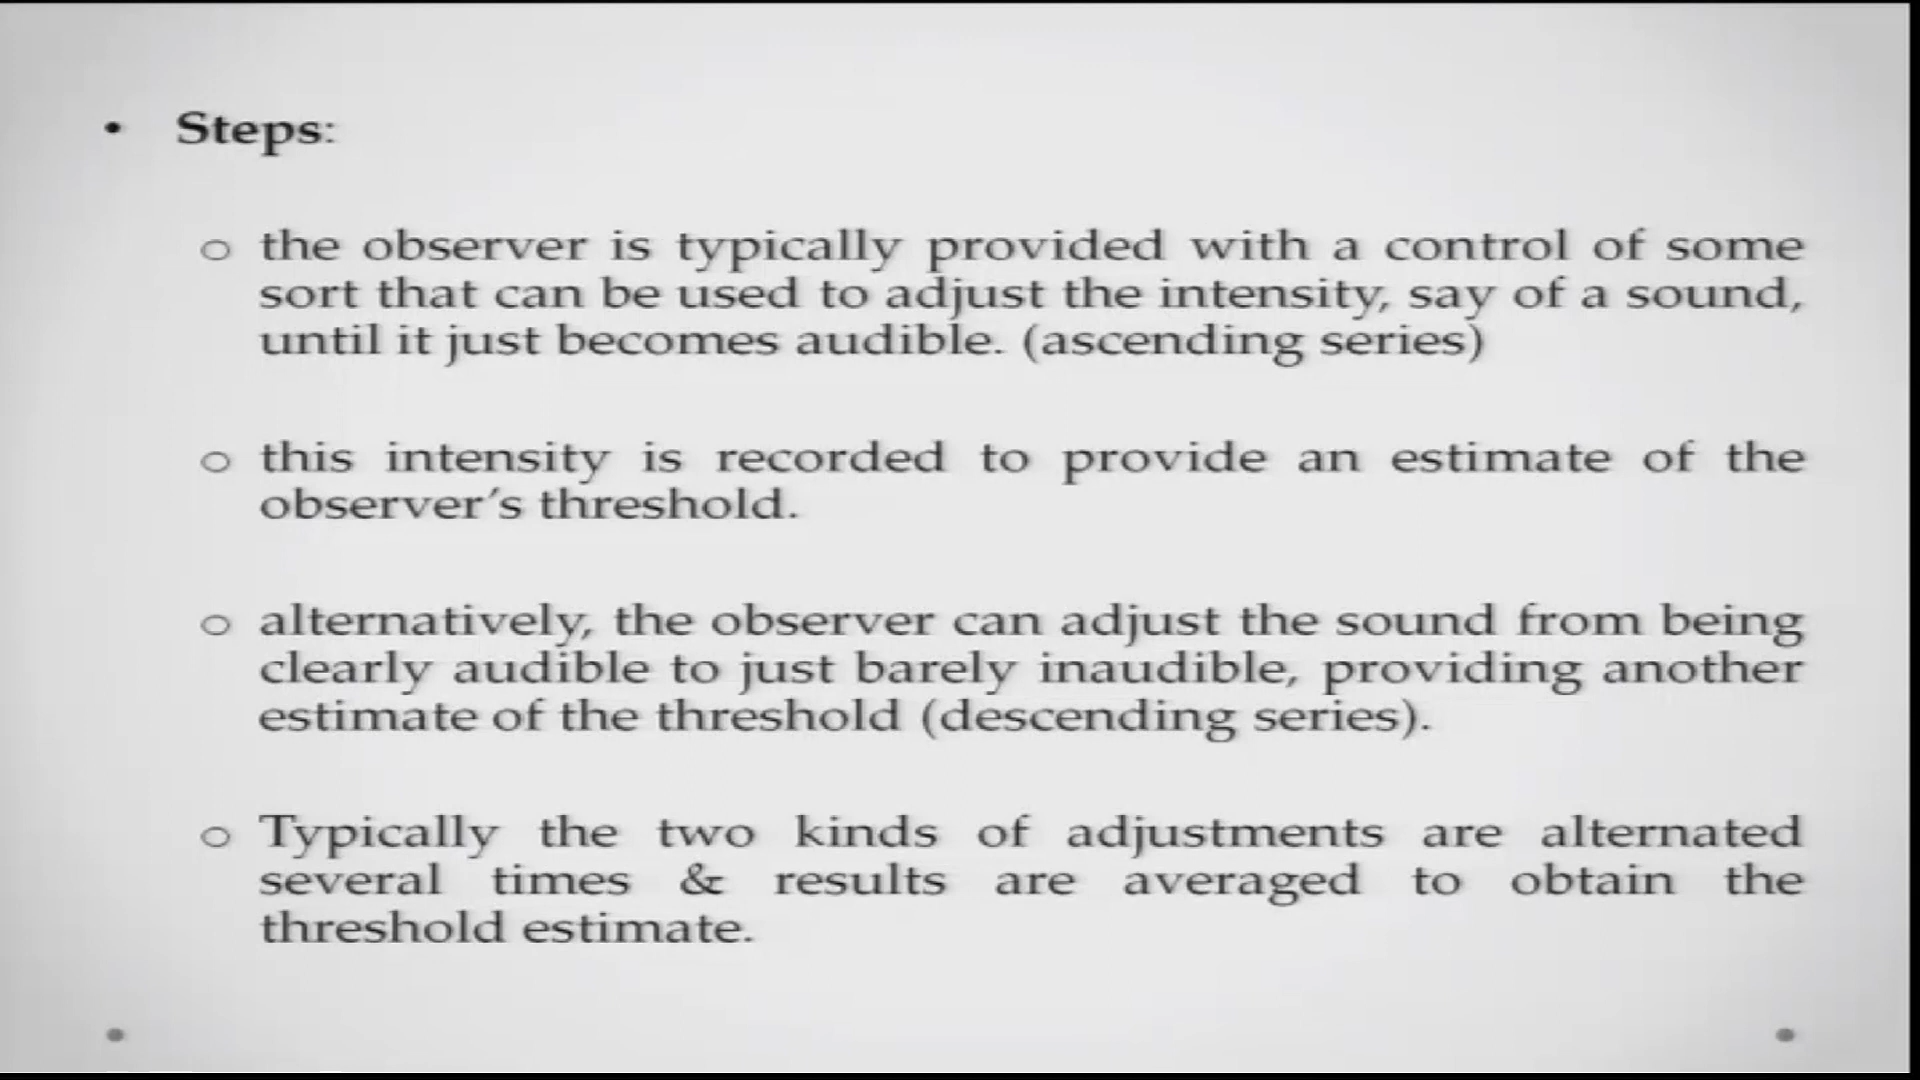 • Steps:
o the observer is typically provided with a control of some
sort that can be used to adjust the intensity, say of a sound,
until it just becomes audible. (ascending series)
o this intensity is recorded to provide an estimate of the
observer’s threshold.
o alternatively, the observer can adjust the sound from being
clearly audible to just barely inaudible, providing another
estimate of the threshold (descending series).
o Typically the two kinds of adjustments are alternated
several times & results are averaged to obtain the
threshold estimate.